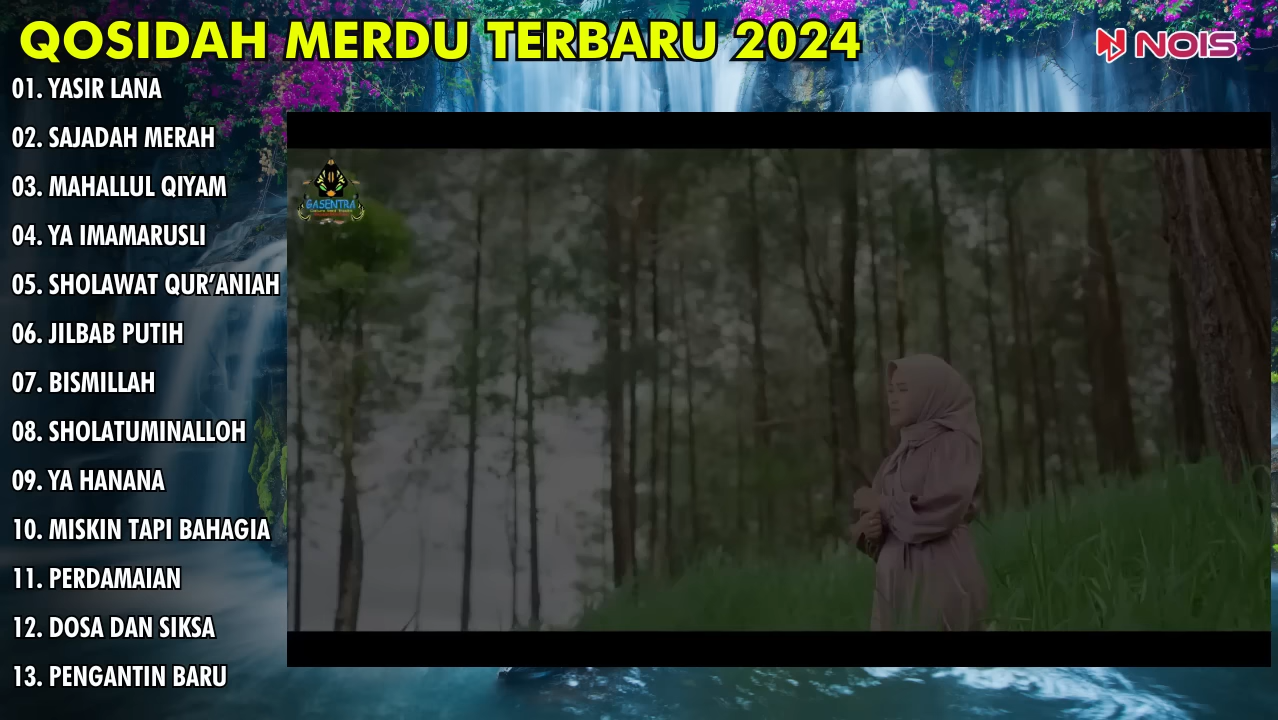 QOSIDAH MERDU TERBARU 2024
NOIS
01. YASIR LANA
02. SAJADAH MERAH
03. MAHALLUL QIYAM
04. YA IMAMARUSLI
05. SHOLAWAT QUR’ANIAH
06. JILBAB PUTIH
07. BISMILLAH
08. SHOLATUMINALLOH
09. YA HANANA
10. MISKIN TAPI BAHAGIA
11. PERDAMAIAN
12. DOSA DAN SIKSA
13. PENGANTIN BARU
GASENTRA